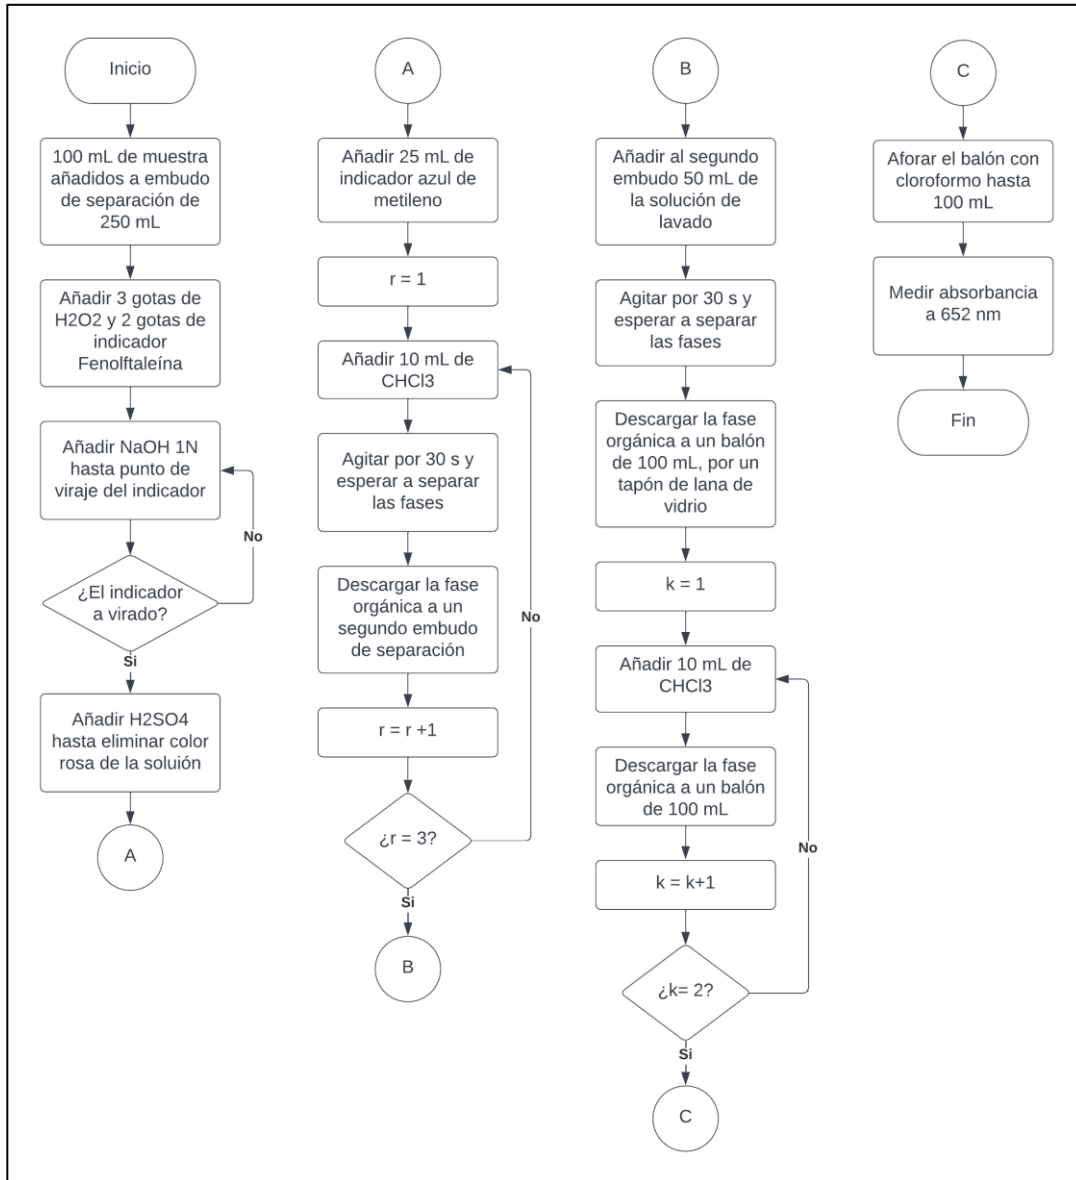 Inicio
100 mL de muestra
añadidos a embudo
de separación de
250 mL
Añadir 3 gotas de
H2O2 y 2 gotas de
indicador
Fenolftaleína
Añadir NaOH 1N
hasta punto de
viraje del indicador
No
¿El indicador
a virado?
Si
Añadir H2SO4
hasta eliminar color
rosa de la soluión
A
A
Añadir 25 mL de
indicador azul de
metileno
r = 1
Añadir 10 mL de
CHCl3
Agitar por 30 s y
esperar a separar
las fases
Descargar la fase
orgánica a un
segundo embudo
de separación
No
r = r +1
¿r = 3?
Si
B
B
Añadir al segundo
embudo 50 mL de
la solución de
lavado
Agitar por 30 s y
esperar a separar
las fases
Descargar la fase
orgánica a un balón
de 100 mL, por un
tapón de lana de
vidrio
k = 1
Añadir 10 mL de
CHCl3
Descargar la fase
orgánica a un balón
de 100 mL
No
k = k+1
¿k= 2?
Si
C
C
Aforar el balón con
cloroformo hasta
100 mL
Medir absorbancia
a 652 nm
Fin